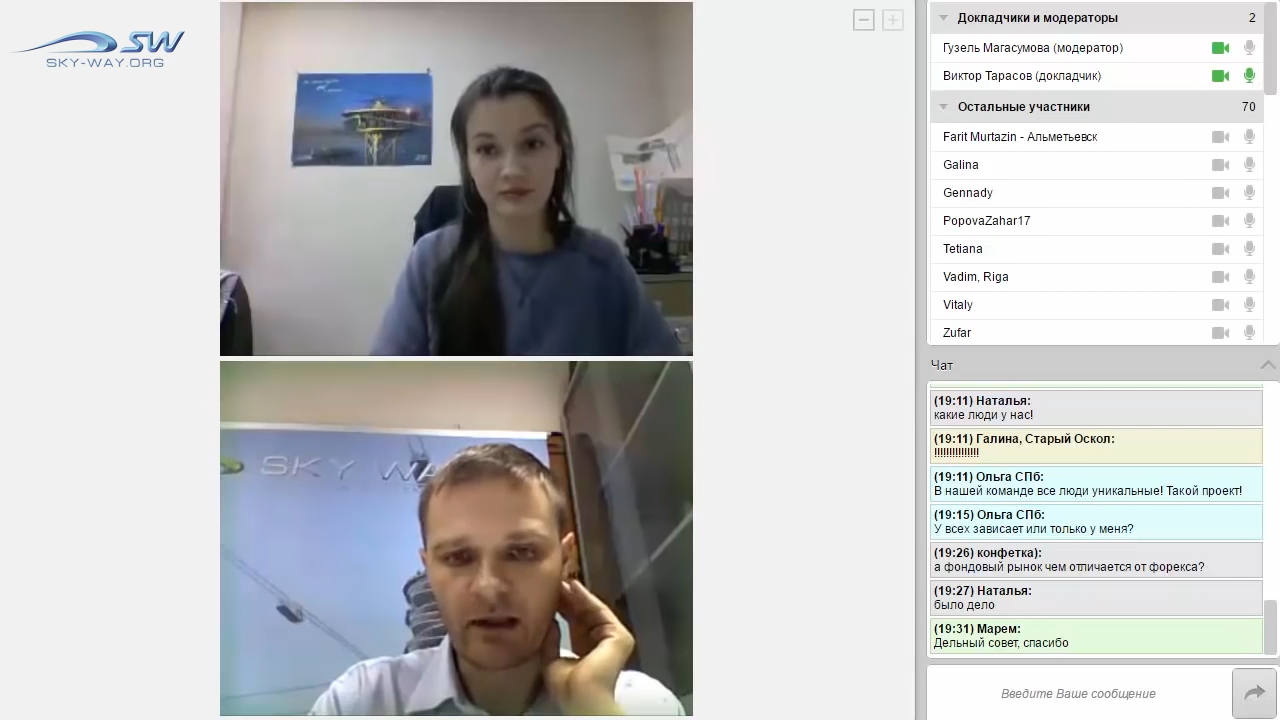 SW
SKY-WAY.ORG
SKY WA
Докладчики и модераторы 2
Гузель Магасумова (модератор)
Виктор Тарасов (докладчик)
Остальные участники 70
Farit Murtazin - Альметьевск
Galina
Gennady
PopovaZahar17
Tetiana
Vadim, Riga
Vitaly
Zufar
Чат
(19:11) Наталья:
какие люди у нас!
(19:11) Галина, Старый Оскол:
!!!!!!!!!!!!!!!
(19:11) Ольга СПб:
В нашей команде все люди уникальные! Такой проект!
(19:15) Ольга СПб:
У всех зависает или только у меня?
(19:26) конфетка):
а фондовый рынок чем отличается от форекса?
(19:27) Наталья:
было дело
(19:31) Марем:
Дельный совет, спасибо
Введите Ваше сообщение